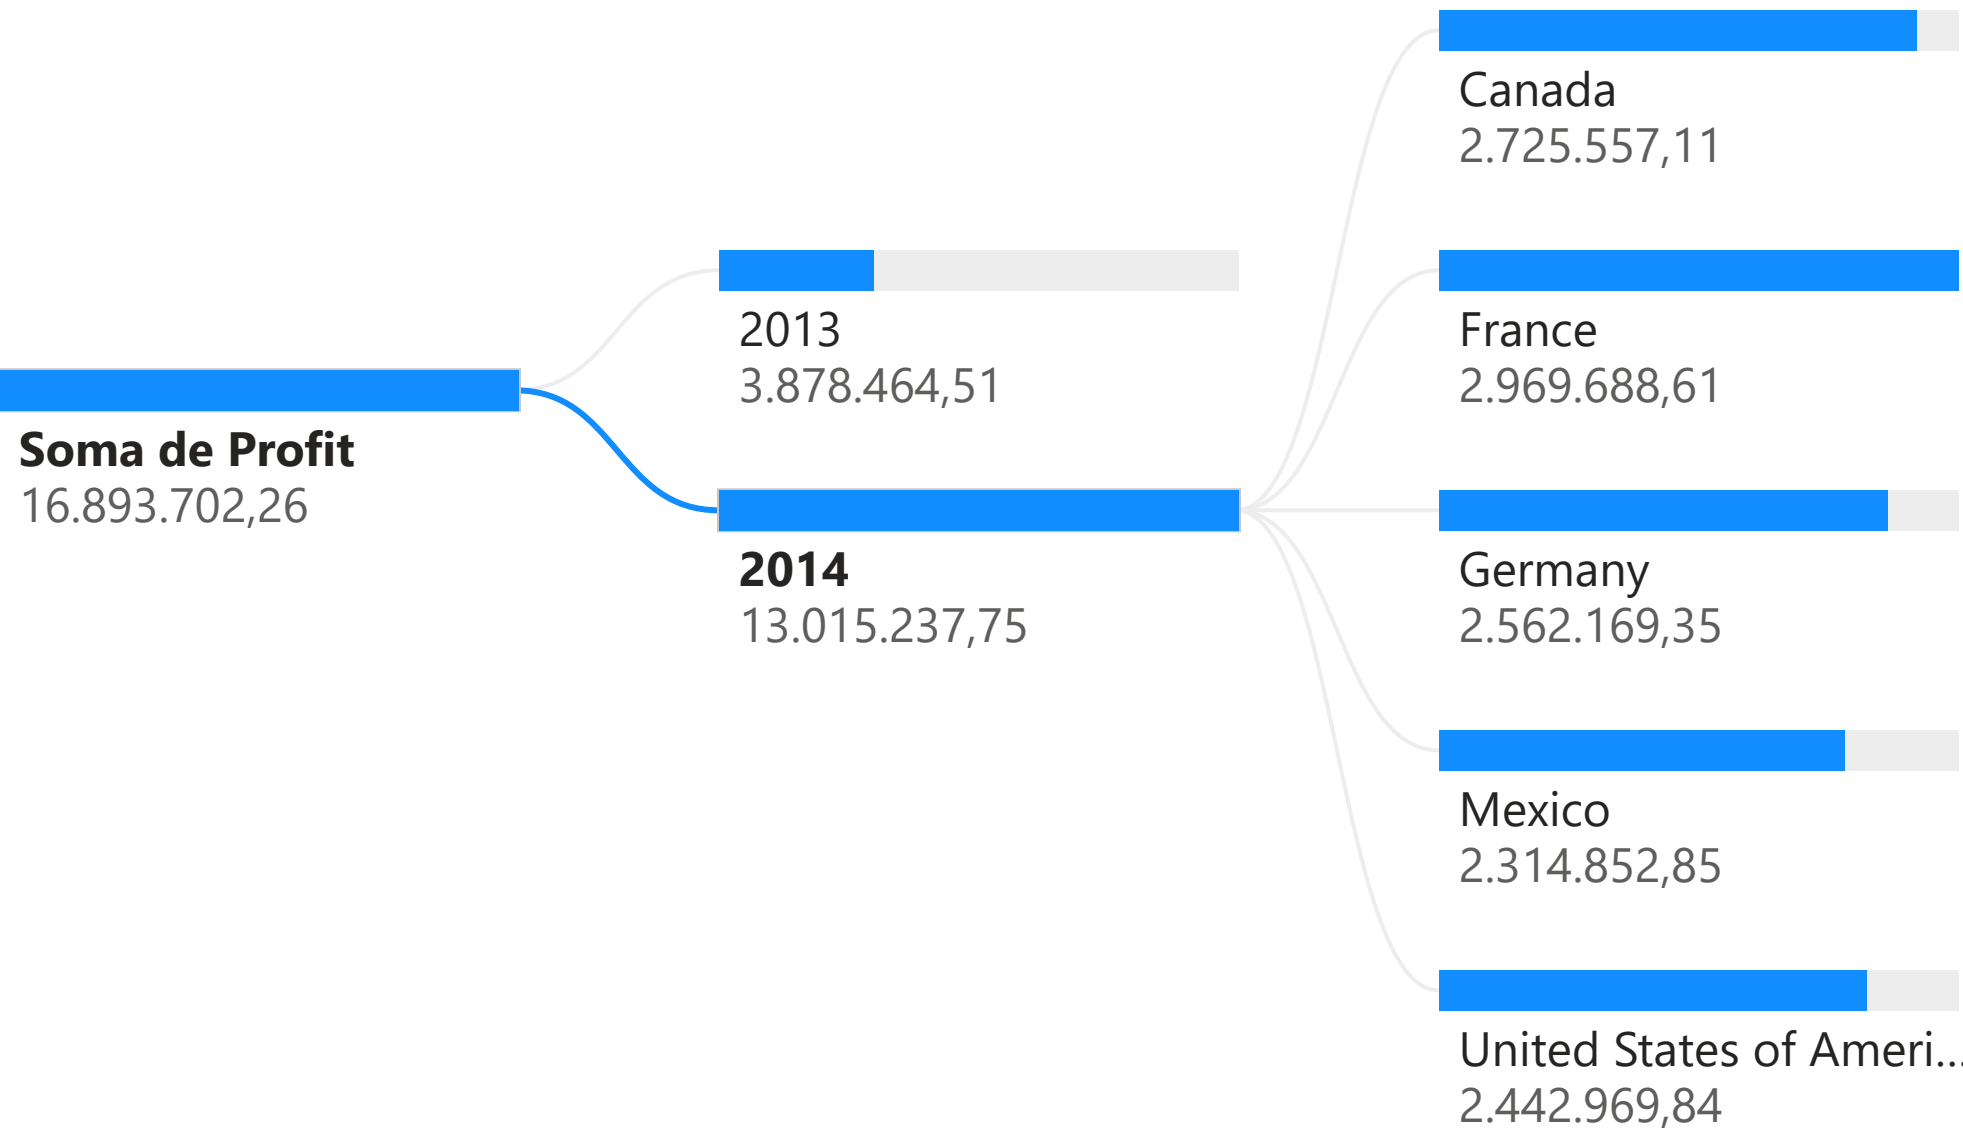 Soma de Profit
16.893.702,26
2013
3.878.464,51
2014
13.015.237,75
Canada
2.725.557,11
France
2.969.688,61
Germany
2.562.169,35
Mexico
2.314.852,85
United States of Ameri...
2.442.969,84